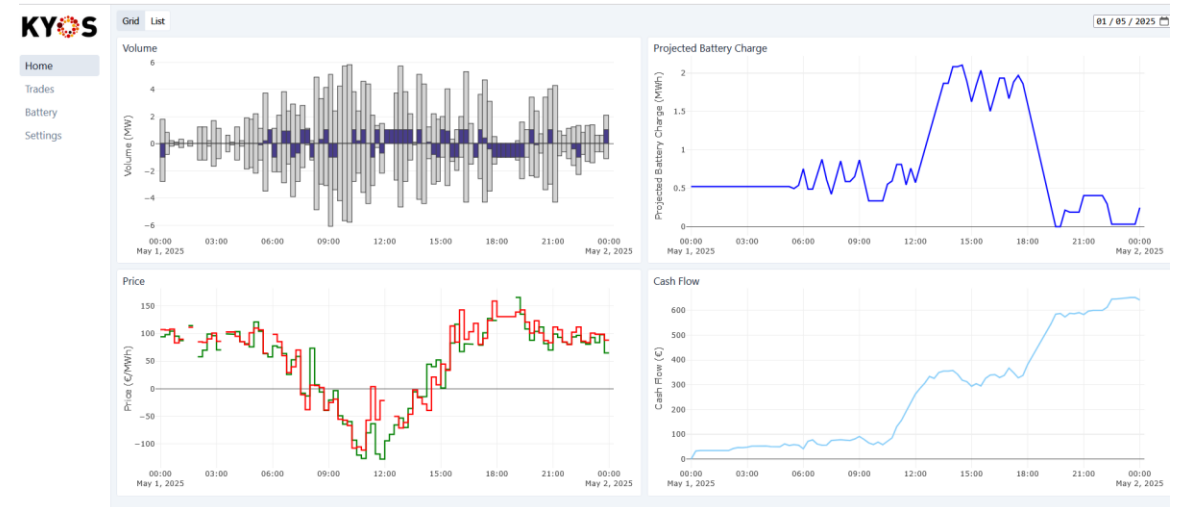 KYOS
Grid List
01 / 05 / 2025
Home
Trades
Battery
Settings
Volume
Volume (MW)
6
4
2
0
−2
−4
−6
00:00 03:00 06:00 09:00 12:00 15:00 18:00 21:00 00:00
May 1, 2025 May 2, 2025
Projected Battery Charge
Projected Battery Charge (MWh)
2
1.5
1
0.5
0
00:00 03:00 06:00 09:00 12:00 15:00 18:00 21:00 00:00
May 1, 2025 May 2, 2025
Price
Price (€/MWh)
150
100
50
0
−50
−100
00:00 03:00 06:00 09:00 12:00 15:00 18:00 21:00 00:00
May 1, 2025 May 2, 2025
Cash Flow
Cash Flow (€)
600
500
400
300
200
100
0
00:00 03:00 06:00 09:00 12:00 15:00 18:00 21:00 00:00
May 1, 2025 May 2, 2025